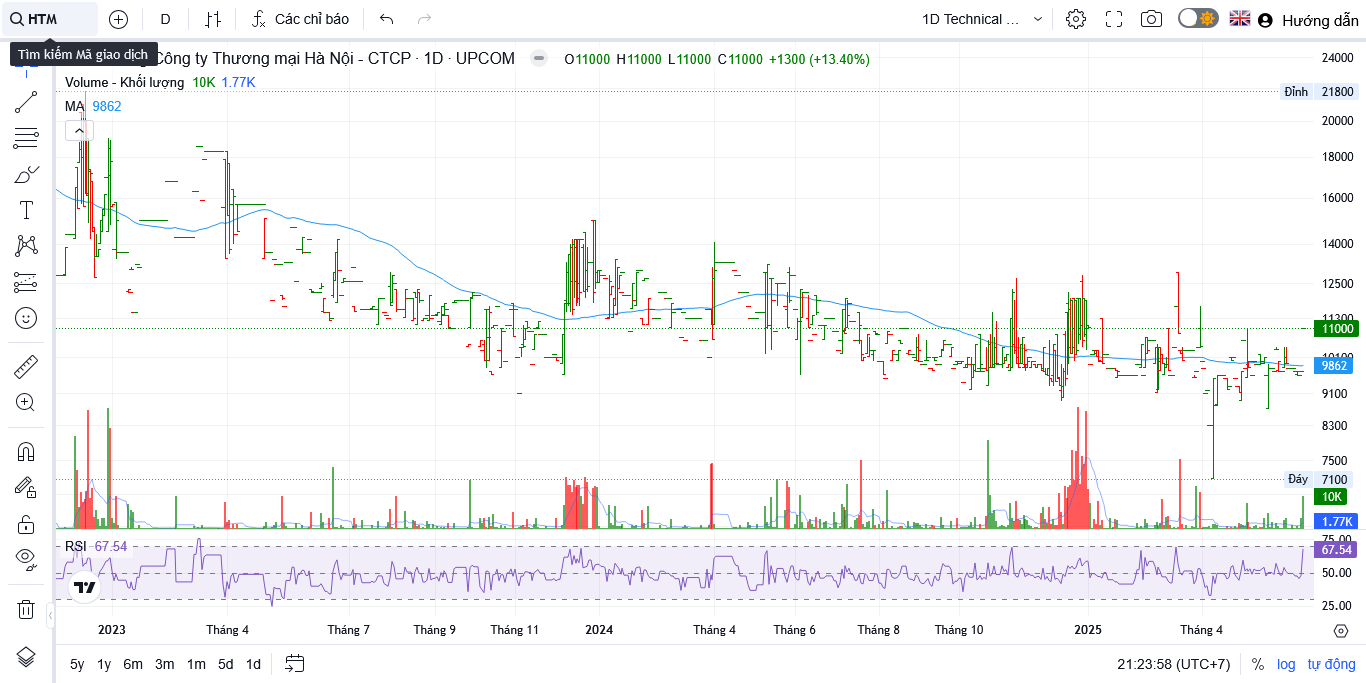 HTM
D
Các chỉ báo
1D Technical ...
Hướng dẫn
Tìm kiếm Mã giao dịch
Công ty Thương mại Hà Nội - CTCP · 1D · UPCOM
O11000 H11000 L11000 C11000 +1300 (+13.40%)
Volume - Khối lượng 10K 1.77K
MA 9862
24000
Đỉnh 21800
20000
18000
16000
14000
12500
11300
11000
10100
9862
9100
8300
7500
Đáy 7100
10K
1.77K
75.00
RSI 67.54
67.54
50.00
25.00
2023 Tháng 4 Tháng 7 Tháng 9 Tháng 11 2024 Tháng 4 Tháng 6 Tháng 8 Tháng 10 2025 Tháng 4
5y 1y 6m 3m 1m 5d 1d
21:23:58 (UTC+7) % log tự động